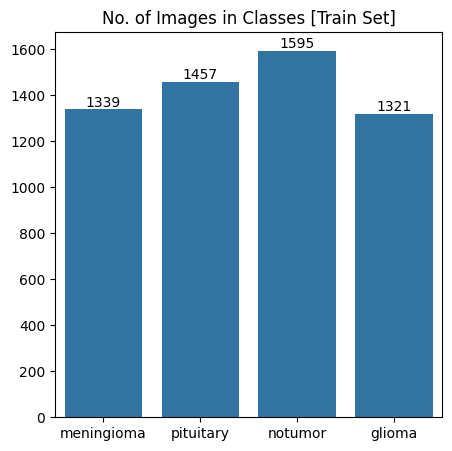 No. of Images in Classes [Train Set]
1600
1400
1200
1000
800
600
400
200
0
1339
1457
1595
1321
meningioma
pituitary
notumor
glioma